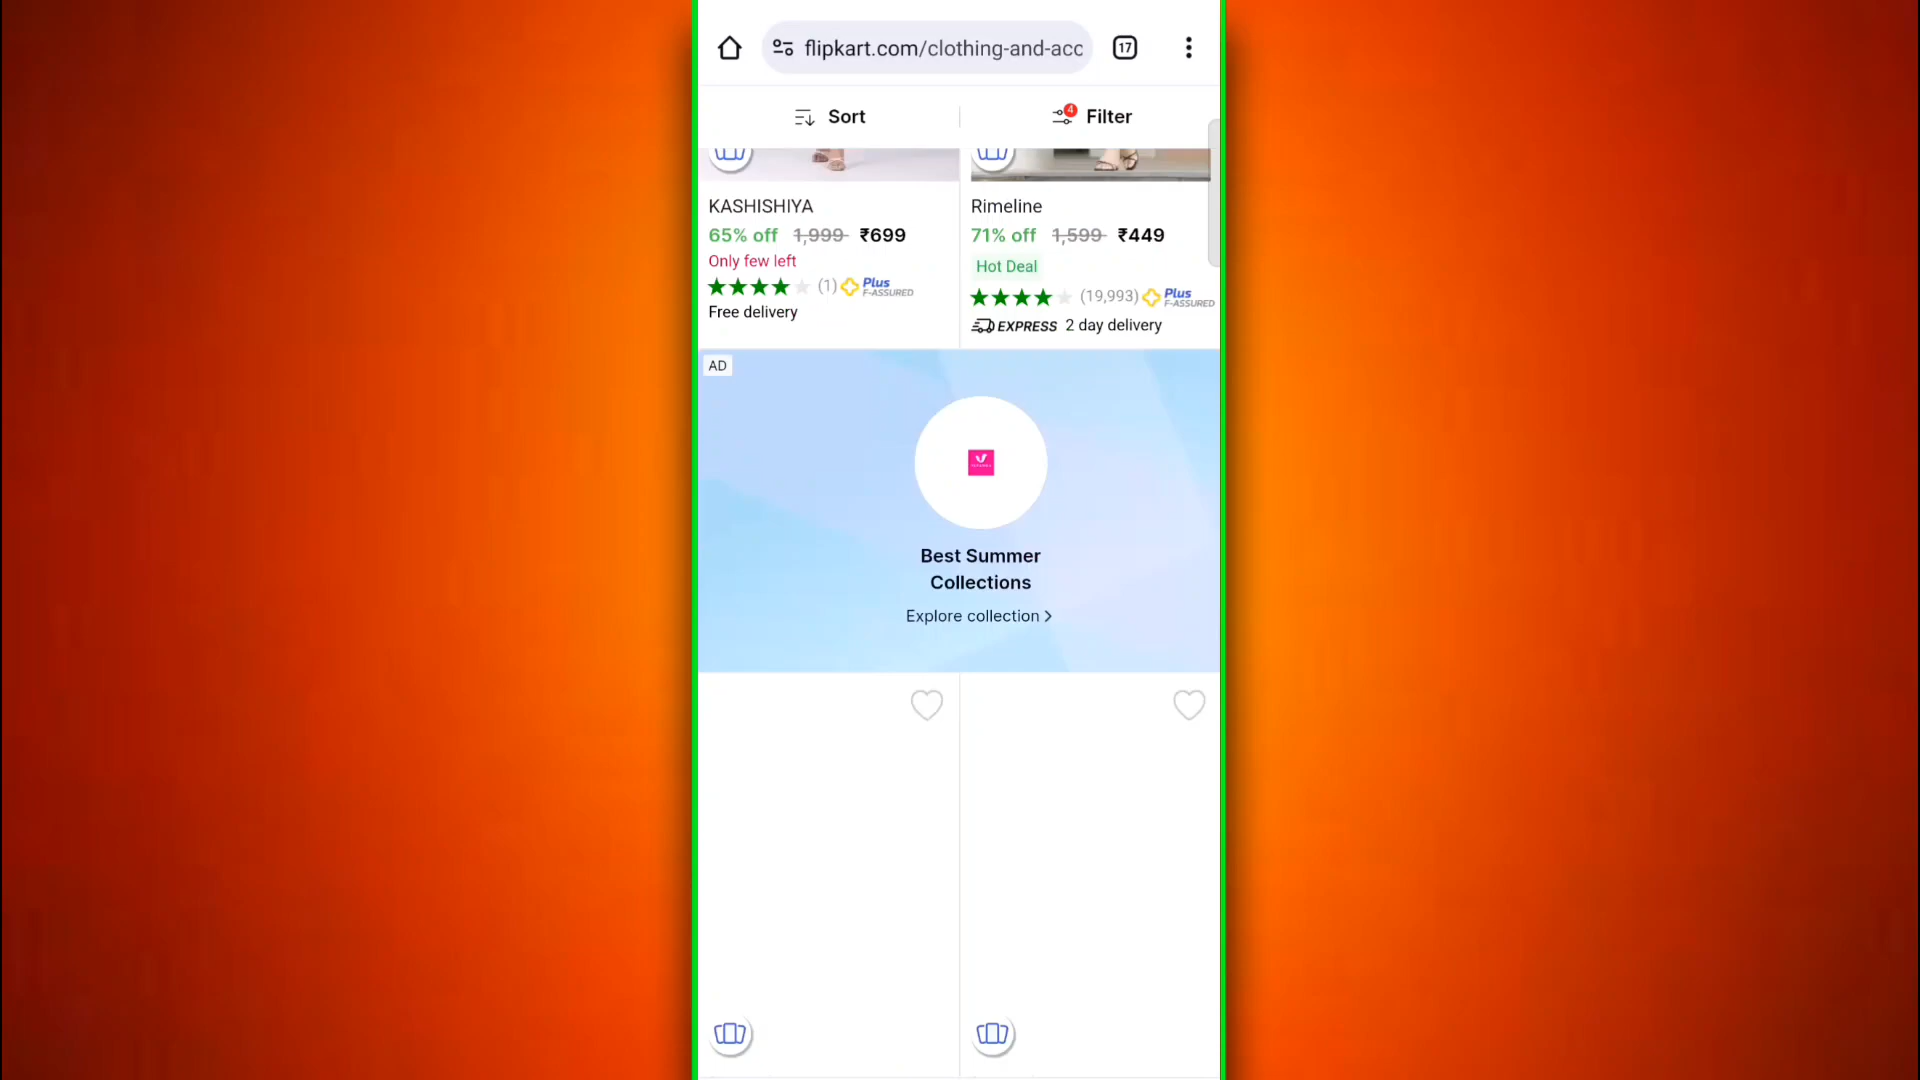 flipkart.com/clothing-and-acc
17
Sort
4
Filter
KASHISHIYA
65% off 1,999 ₹699
Only few left
(1) Plus
F-ASSURED
Free delivery
Rimeline
71% off 1,599 ₹449
Hot Deal
(19,993) Plus
F-ASSURED
EXPRESS 2 day delivery
AD
Best Summer
Collections
Explore collection